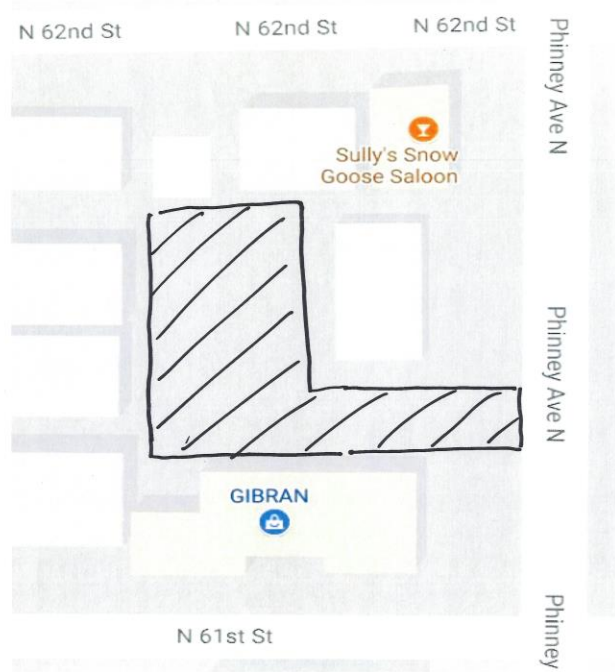 N 62nd St
N 62nd St
N 62nd St
Phinney Ave N
Sully's Snow
Goose Saloon
Phinney Ave N
GIBRAN
Phinney
N 61st St